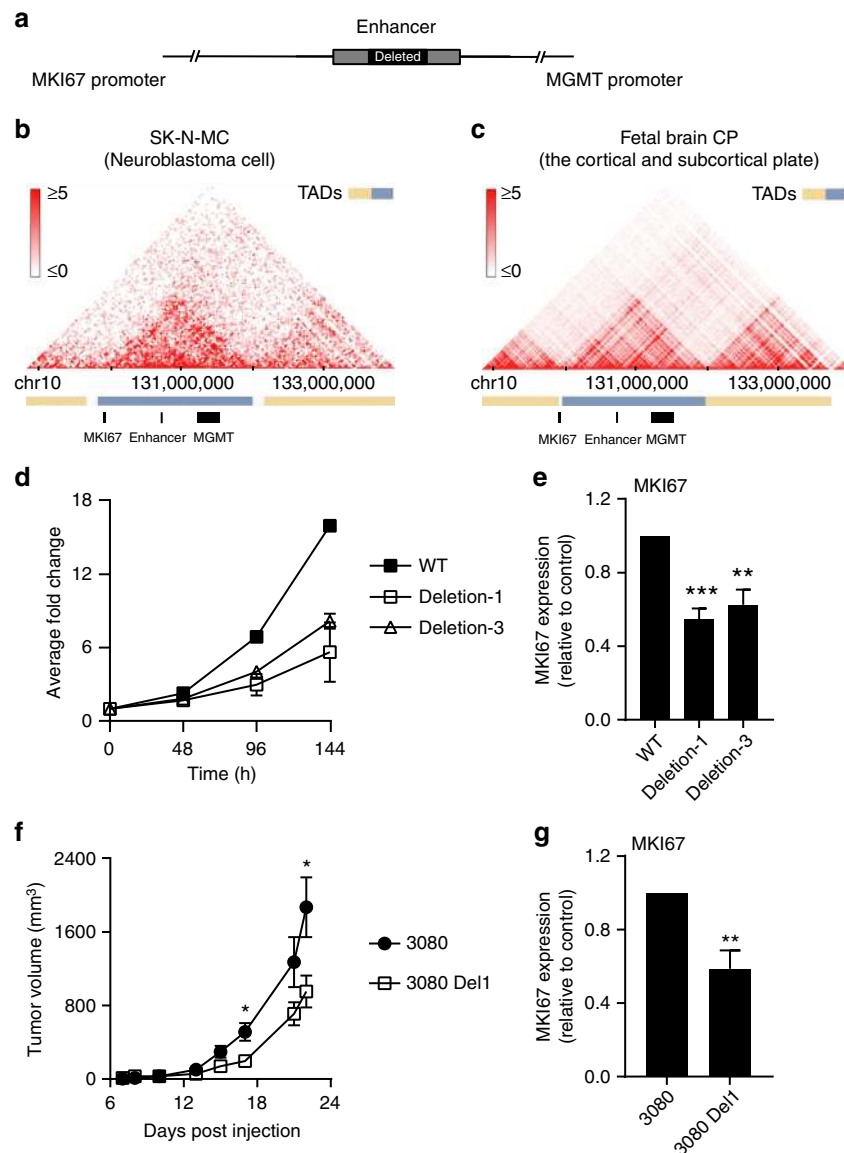 a
Enhancer
Deleted
MKI67 promoter
MGMT promoter
b
SK-N-MC
(Neuroblastoma cell)
≥5
≤0
TADs
chr10
131,000,000
133,000,000
MKI67
Enhancer
MGMT
c
Fetal brain CP
(the cortical and subcortical plate)
≥5
≤0
TADs
chr10
131,000,000
133,000,000
MKI67
Enhancer
MGMT
d
Average fold change
18
12
6
0
0
48
96
144
Time (h)
WT
Deletion-1
Deletion-3
e
MKI67
MKI67 expression
(relative to control)
1.2
0.8
0.4
0.0
***
**
WT
Deletion-1
Deletion-3
f
Tumor volume (mm³)
2400
1600
800
0
*
*
6
12
18
24
Days post injection
3080
3080 Del1
g
MKI67
MKI67 expression
(relative to control)
1.2
0.8
0.4
0.0
**
3080
3080 Del1